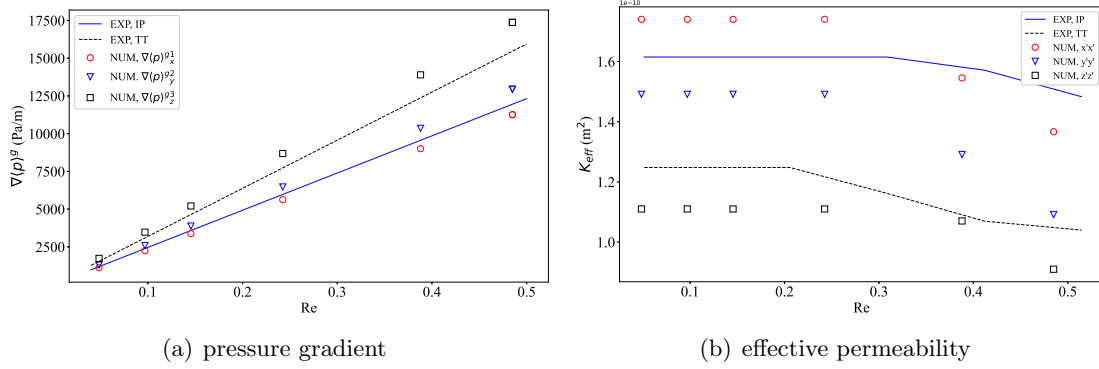 17500
15000
12500
10000
7500
5000
2500
∇⟨p⟩^g (Pa/m)
EXP, IP
EXP, TT
NUM, ∇⟨p⟩_x^{g1}
NUM. ∇⟨p⟩_y^{g2}
NUM, ∇⟨p⟩_z^{g3}
0.1 0.2 0.3 0.4 0.5
Re
(a) pressure gradient
1e−10
1.6
1.4
1.2
1.0
K_{eff} (m^2)
EXP, IP
EXP, TT
NUM, x'x'
NUM. y'y'
NUM, z'z'
0.1 0.2 0.3 0.4 0.5
Re
(b) effective permeability